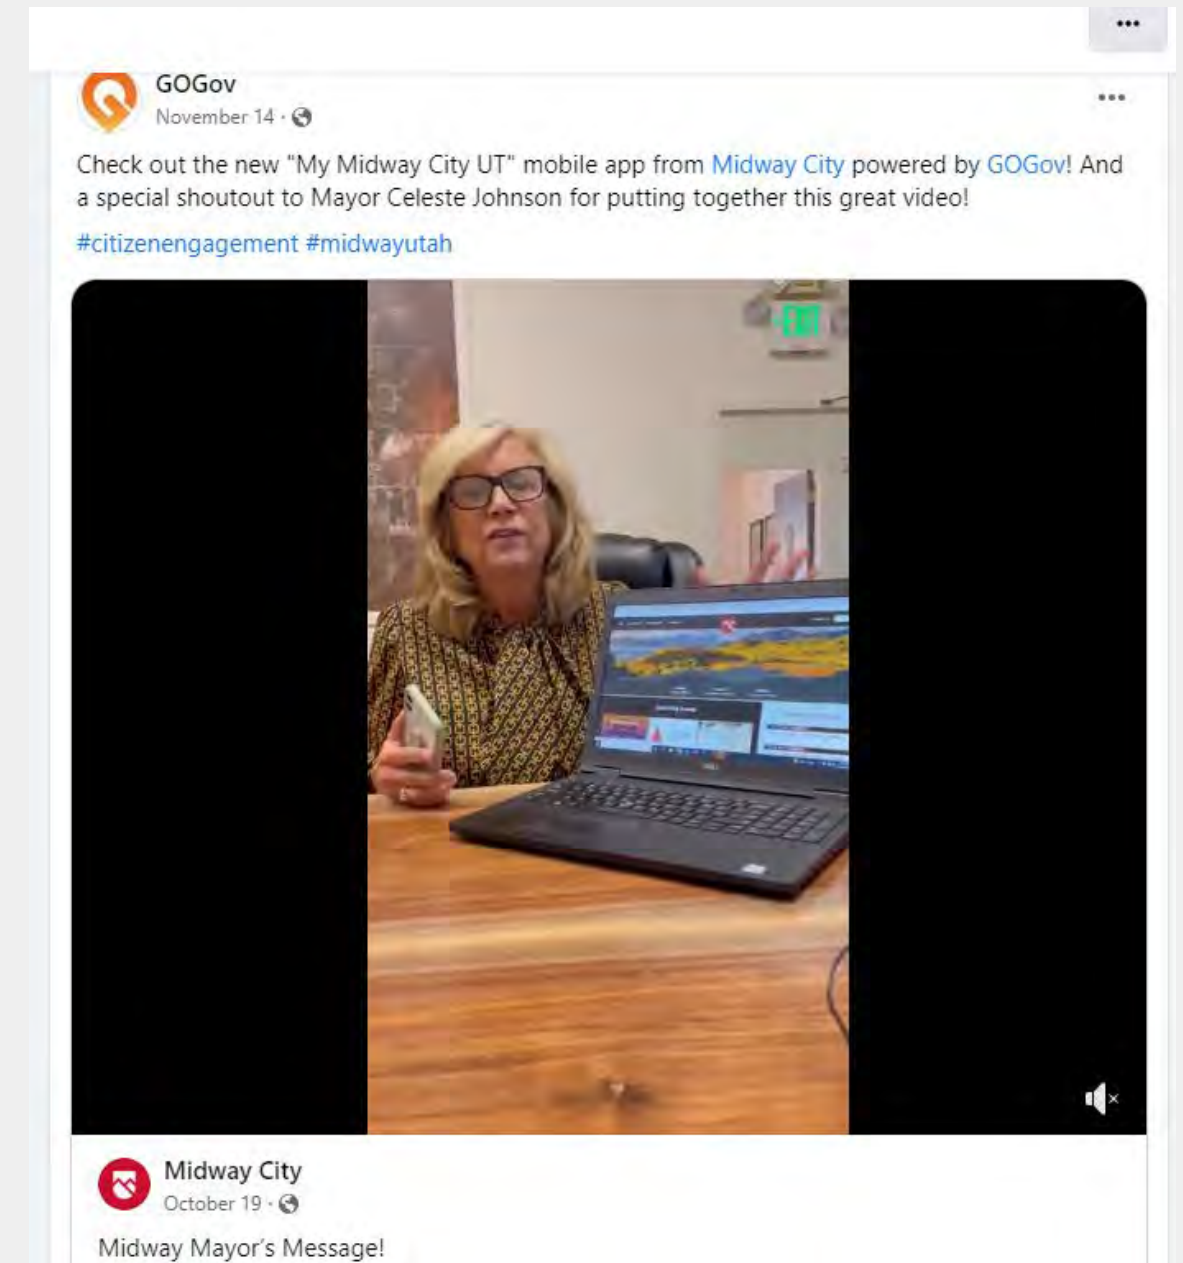 GOGov
November 14
Check out the new "My Midway City UT" mobile app from Midway City powered by GOGov! And
a special shoutout to Mayor Celeste Johnson for putting together this great video!
#citizenengagement #midwayutah
EXIT
Midway City
October 19
Midway Mayor's Message!